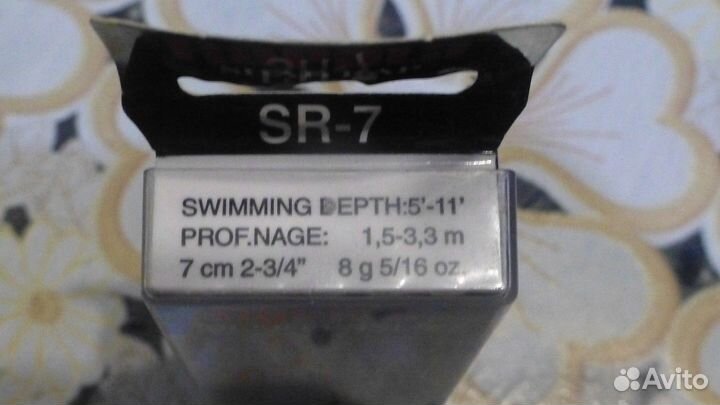 SR-7
SWIMMING DEPTH:5'-11'
PROF.NAGE: 1,5-3,3 m
7 cm 2-3/4" 8 g 5/16 oz.
Avito